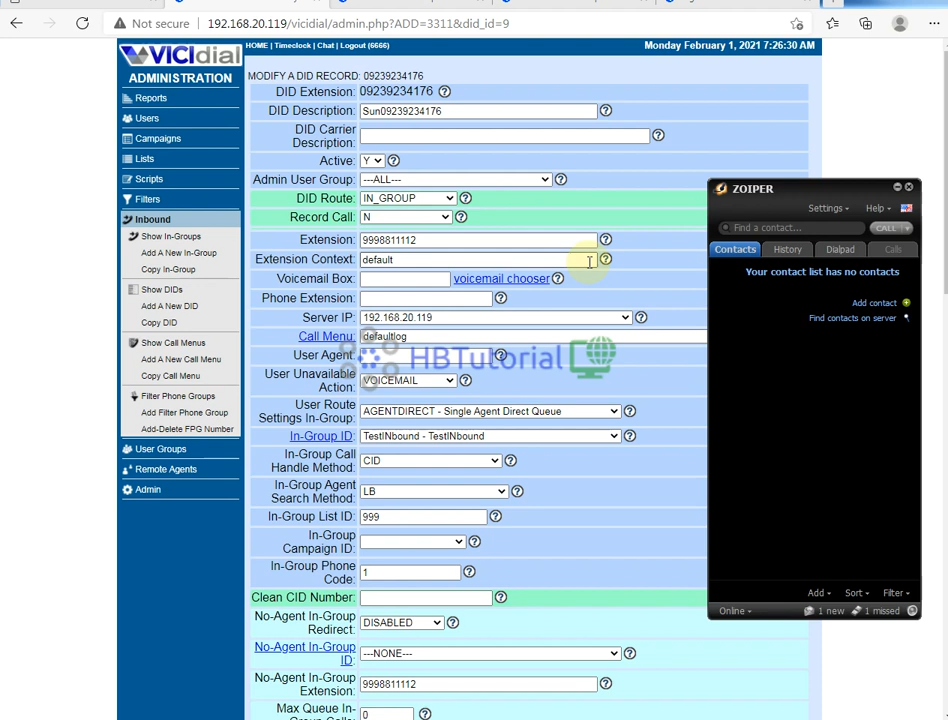 Not secure | 192.168.20.119/vicidial/admin.php?ADD=3311&did_id=9
VICIdial
ADMINISTRATION
HOME | Timeclock | Chat | Logout (6666)
Monday February 1, 2021 7:26:30 AM
Reports
Users
Campaigns
Lists
Scripts
Filters
Inbound
Show In-Groups
Add A New In-Group
Copy In-Group
Show DIDs
Add A New DID
Copy DID
Show Call Menus
Add A New Call Menu
Copy Call Menu
Filter Phone Groups
Add Filter Phone Group
Add-Delete FPG Number
User Groups
Remote Agents
Admin
MODIFY A DID RECORD: 09239234176
DID Extension: 09239234176
DID Description: Sun09239234176
DID Carrier
Description:
Active: Y
Admin User Group: ---ALL---
DID Route: IN_GROUP
Record Call: N
Extension: 9998811112
Extension Context: default
Voicemail Box: voicemail chooser
Phone Extension:
Server IP: 192.168.20.119
Call Menu: defaultlog
User Agent:
HBTutorial
User Unavailable
Action: VOICEMAIL
User Route
Settings In-Group: AGENTDIRECT - Single Agent Direct Queue
In-Group ID: TestINbound - TestINbound
In-Group Call
Handle Method: CID
In-Group Agent
Search Method: LB
In-Group List ID: 999
In-Group
Campaign ID:
In-Group Phone
Code: 1
Clean CID Number:
No-Agent In-Group
Redirect: DISABLED
No-Agent In-Group
ID: ---NONE---
No-Agent In-Group
Extension: 9998811112
Max Queue In-
Group Calls: 0
ZOIPER
Settings Help
Find a contact... CALL
Contacts History Dialpad Calls
Your contact list has no contacts
Add contact
Find contacts on server
Add Sort Filter
Online 1 new 1 missed